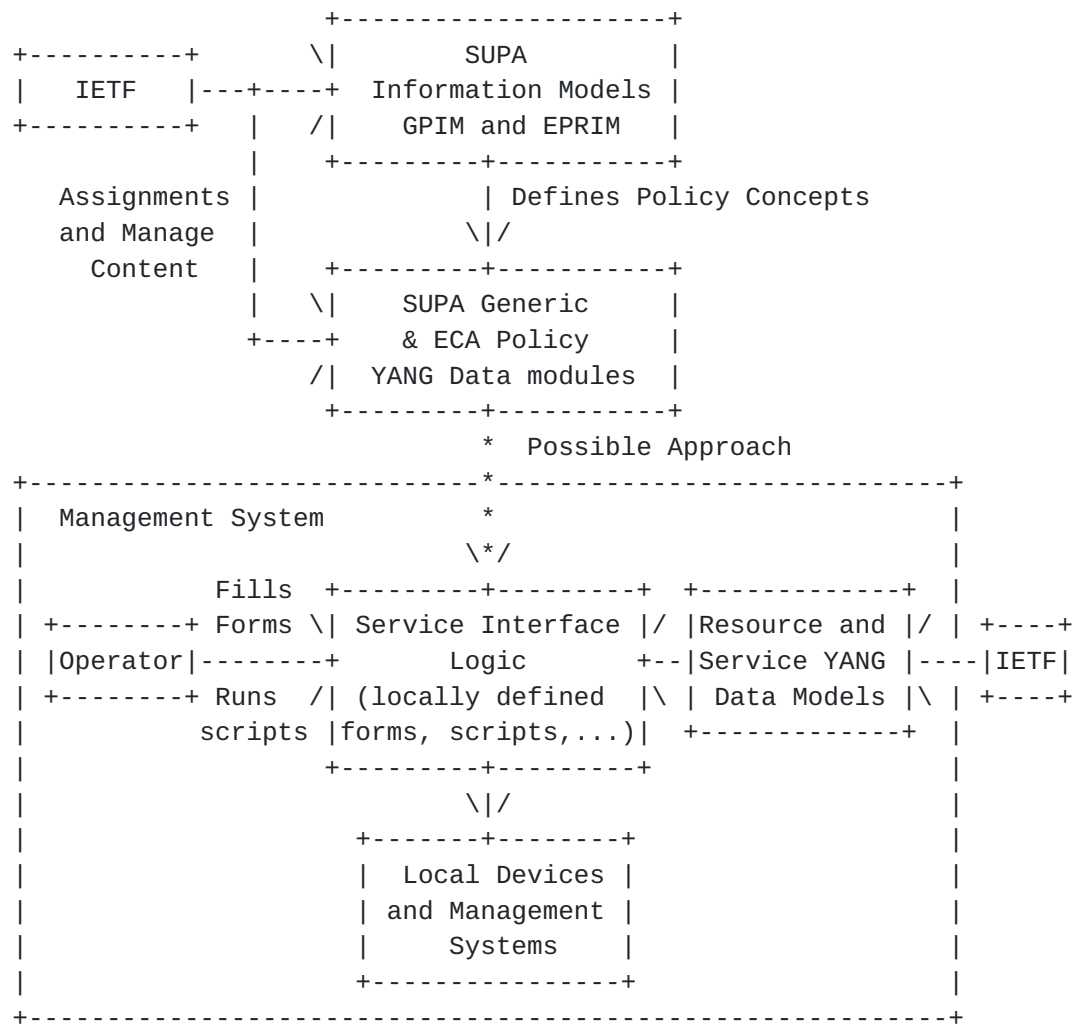 SUPA
IETF
Information Models
GPIM and EPRIM
Assignments
and Manage
Content
Defines Policy Concepts
SUPA Generic
& ECA Policy
YANG Data modules
Possible Approach
Management System
Fills
Forms
Runs
scripts
Operator
Service Interface
Logic
(locally defined
forms, scripts,...)
Resource and
Service YANG
Data Models
IETF
Local Devices
and Management
Systems